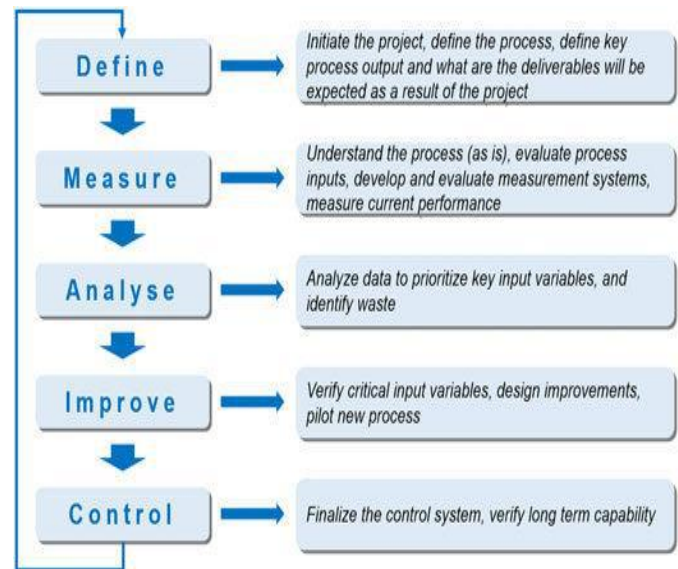 Define
Initiate the project, define the process, define key
process output and what are the deliverables will be
expected as a result of the project
Measure
Understand the process (as is), evaluate process
inputs, develop and evaluate measurement systems,
measure current performance
Analyse
Analyze data to prioritize key input variables, and
identify waste
Improve
Verify critical input variables, design improvements,
pilot new process
Control
Finalize the control system, verify long term capability